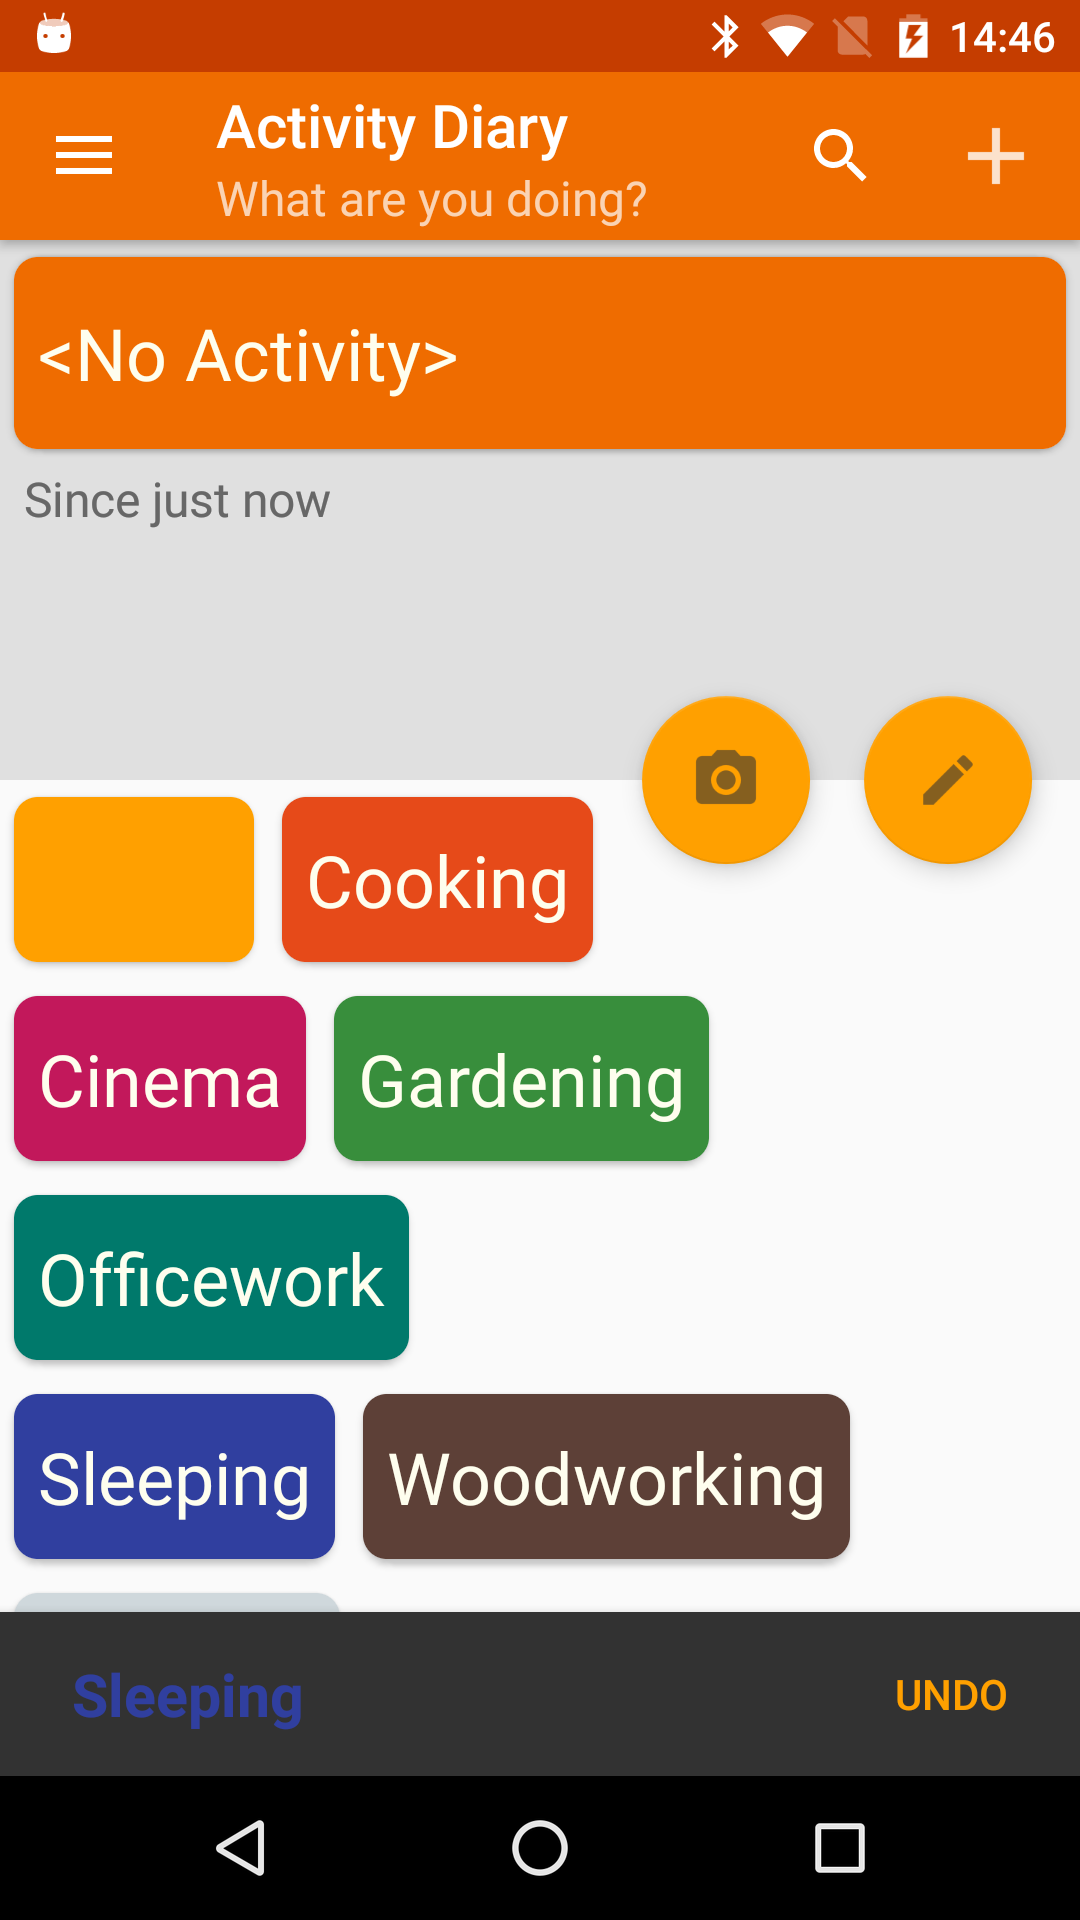 14:46
Activity Diary
What are you doing?
<No Activity>
Since just now
Cooking
Cinema Gardening
Officework
Sleeping Woodworking
Sleeping UNDO